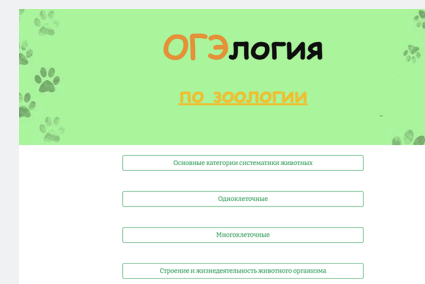 ОГЭлогия
по зоологии
Основные категории систематики животных
Одноклеточные
Многоклеточные
Строение и жизнедеятельность животного организма